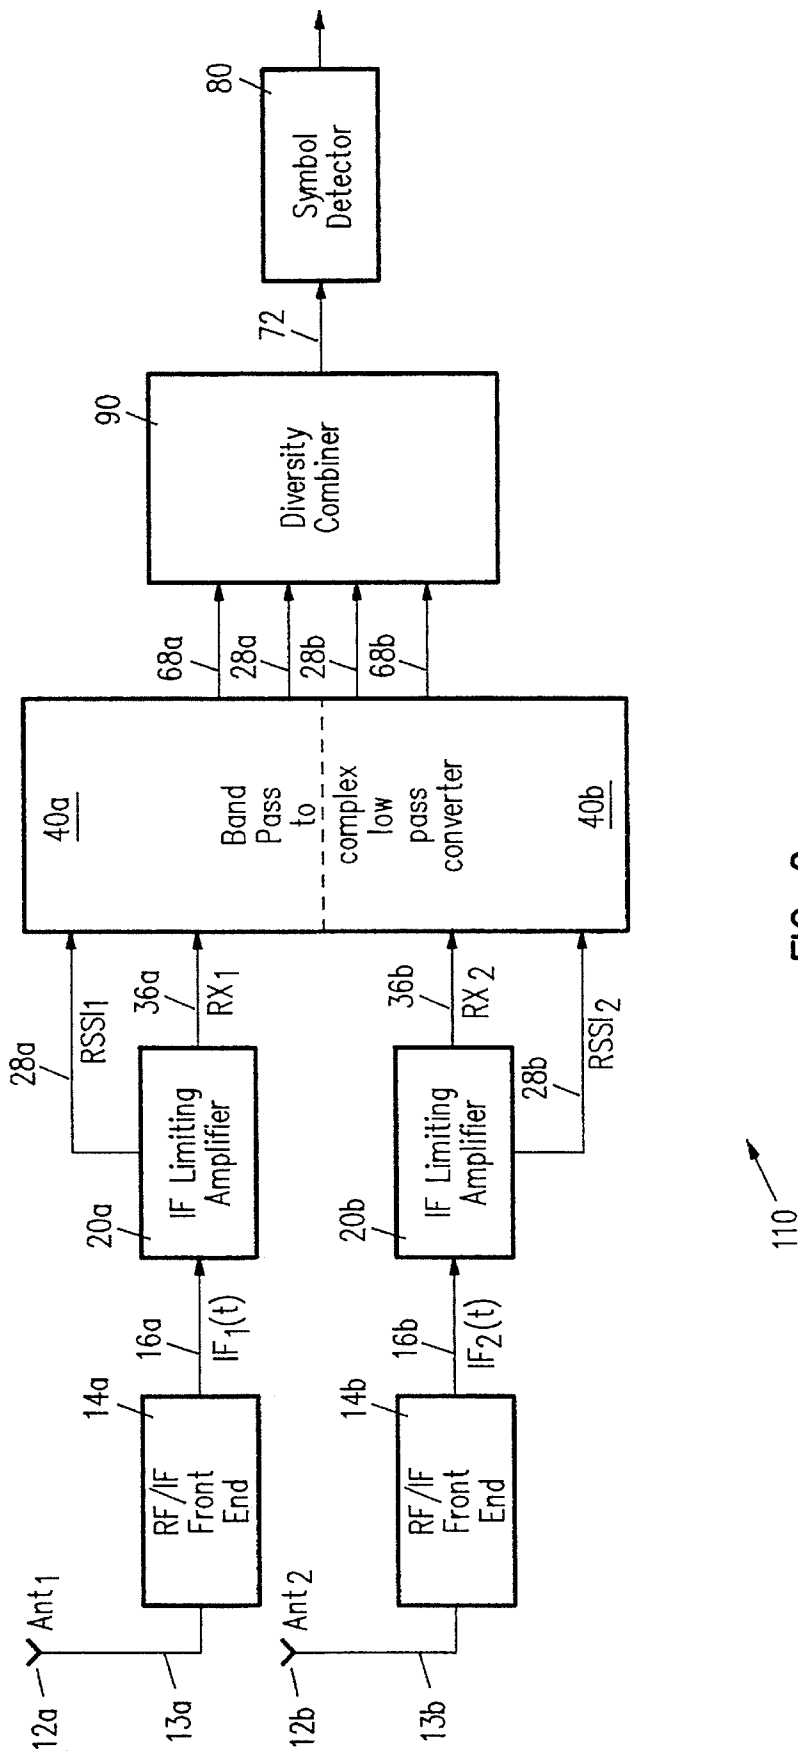 12a
Ant1
13a
14a
RF/IF
Front
End
16a
IF1(t)
20a
IF Limiting
Amplifier
28a
RSSI1
36a
RX1
12b
Ant2
13b
14b
RF/IF
Front
End
16b
IF2(t)
20b
IF Limiting
Amplifier
36b
RX2
28b
RSSI2
40a
Band
Pass
to
complex
low
pass
converter
40b
68a
28a
28b
68b
90
Diversity
Combiner
72
80
Symbol
Detector
110